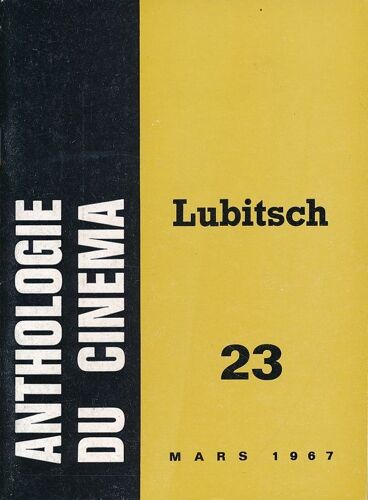 ANTHOLOGIE
DU CINEMA
Lubitsch
23
MARS 1967